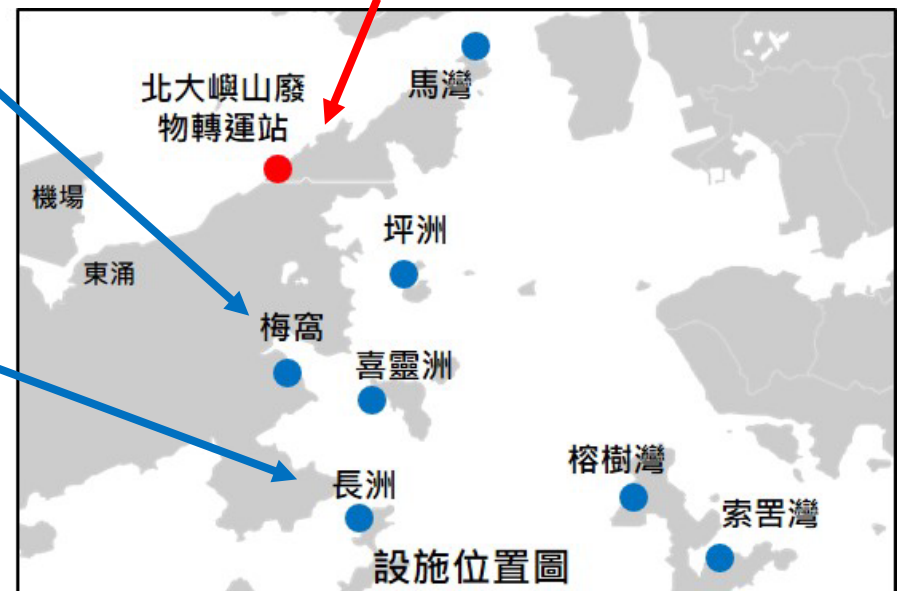 馬灣
北大嶼山廢
物轉運站
機場
坪洲
東涌
梅窩
喜靈洲
榕樹灣
長洲
索罟灣
設施位置圖